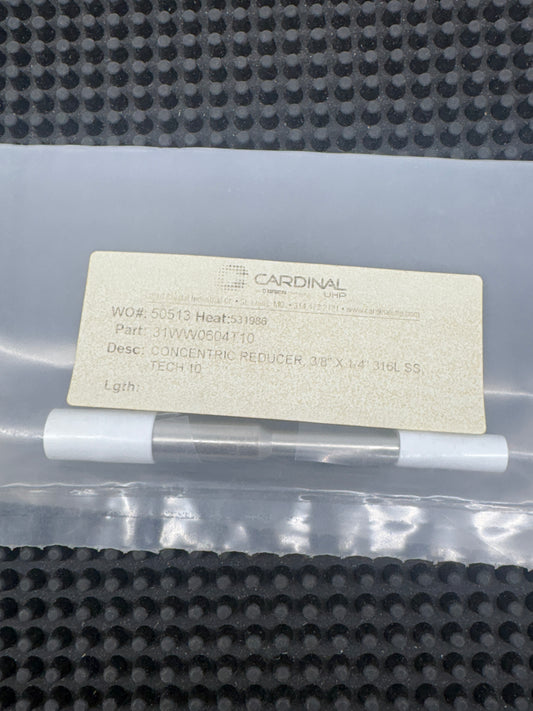 CARDINAL
UHP
WO#: 50513 Heat:531986
Part: 31WW0604T10
Desc: CONCENTRIC REDUCER, 3/8" X 1/4" 316L SS,
TECH 10
Lgth: